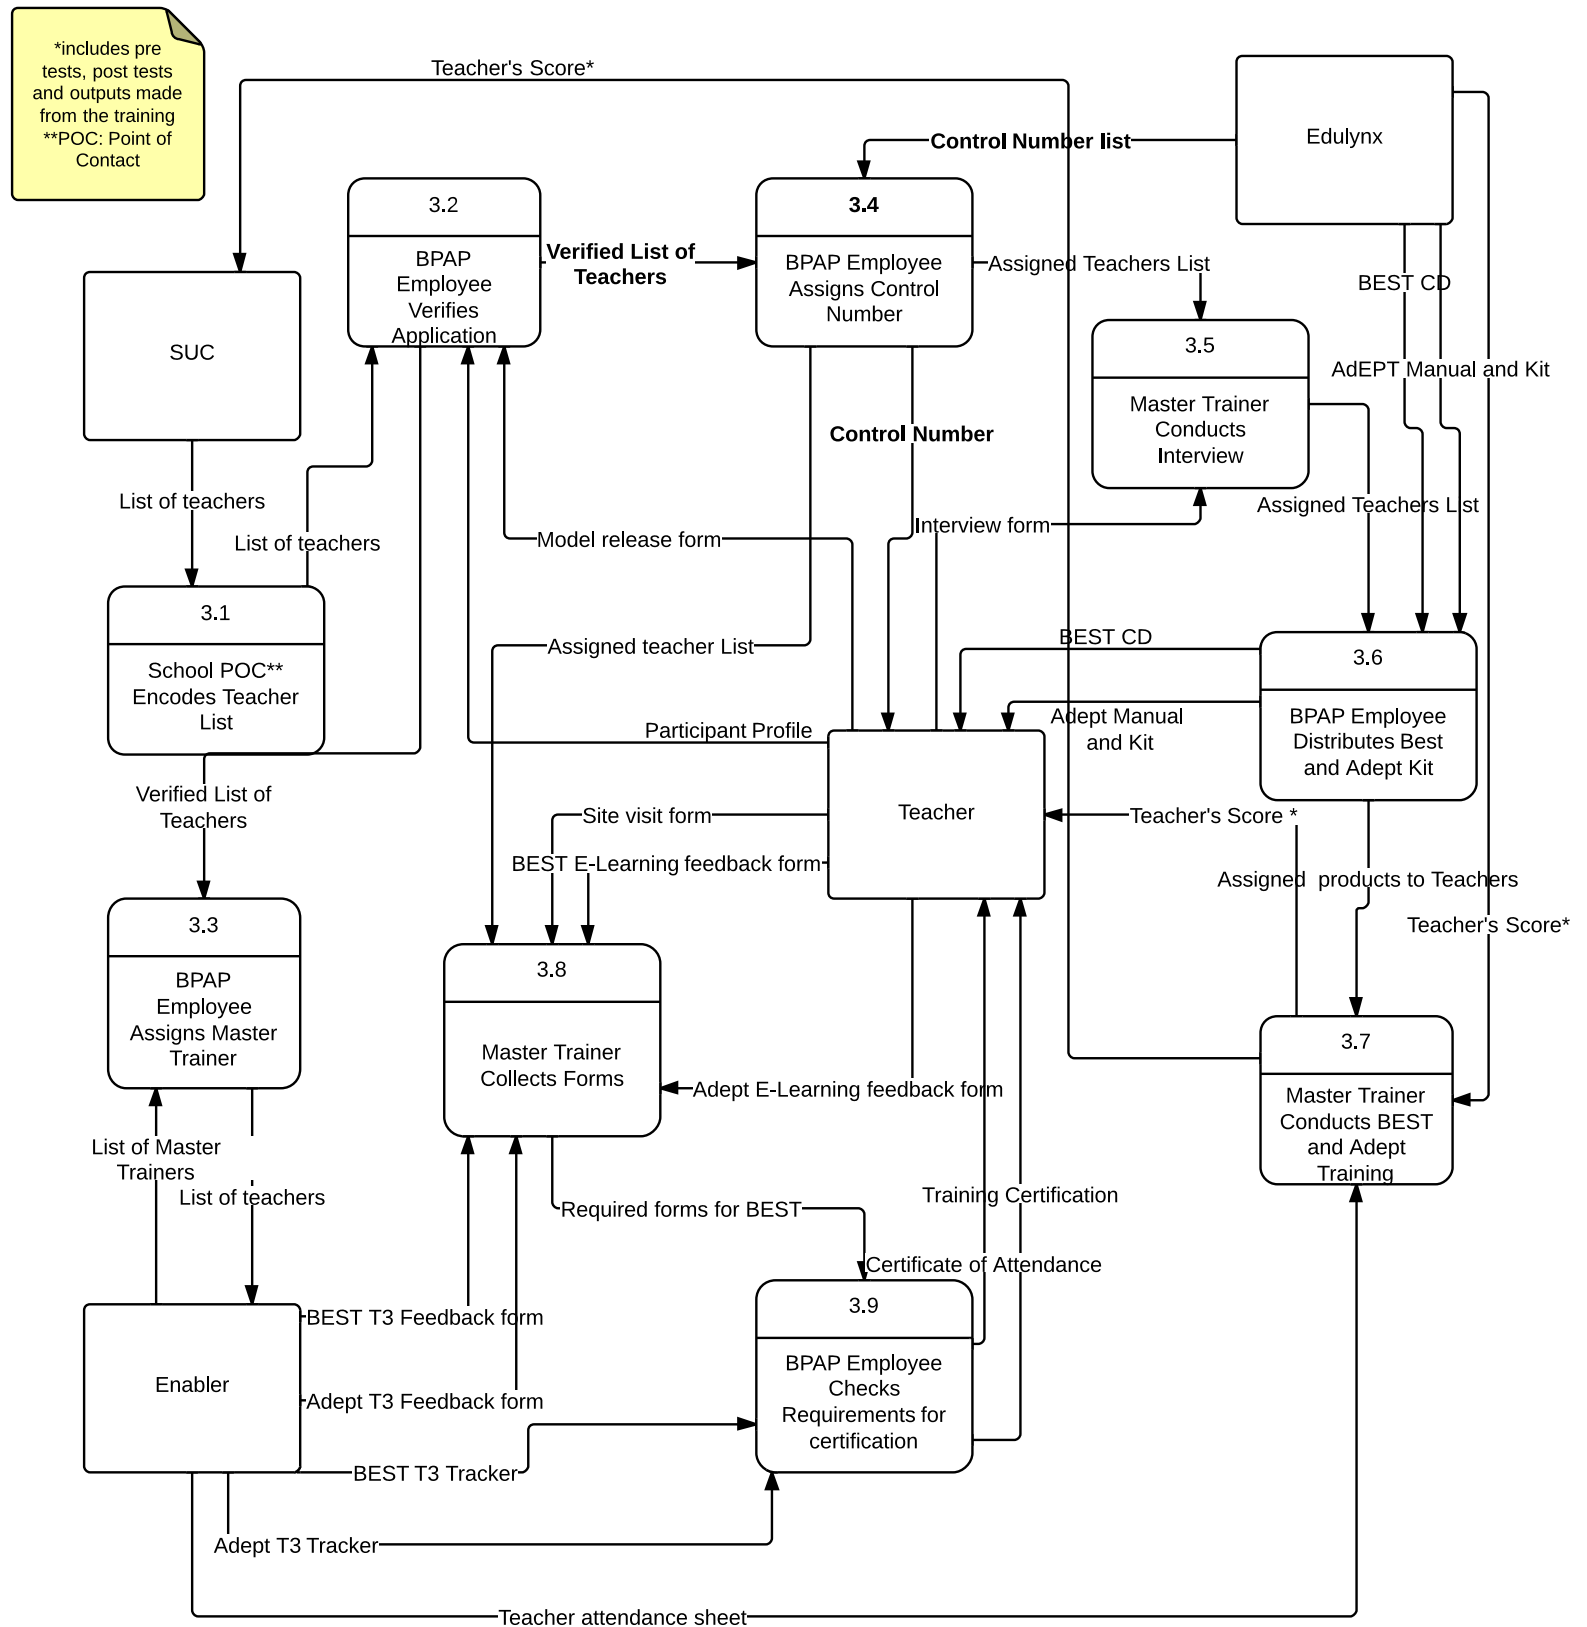 *includes pre
tests, post tests
and outputs made
from the training
**POC: Point of
Contact
Teacher's Score*
Edulynx
Control Number list
3.2
BPAP
Employee
Verifies
Application
Verified List of
Teachers
3.4
BPAP Employee
Assigns Control
Number
Assigned Teachers List
BEST CD
SUC
3.5
Master Trainer
Conducts
Interview
AdEPT Manual and Kit
Control Number
List of teachers
List of teachers
Model release form
Interview form
Assigned Teachers List
3.1
School POC**
Encodes Teacher
List
Assigned teacher List
BEST CD
3.6
BPAP Employee
Distributes Best
and Adept Kit
Adept Manual
and Kit
Participant Profile
Verified List of
Teachers
Site visit form
Teacher
Teacher's Score *
BEST E-Learning feedback form
Assigned  products to Teachers
Teacher's Score*
3.3
BPAP
Employee
Assigns Master
Trainer
3.8
Master Trainer
Collects Forms
3.7
Master Trainer
Conducts BEST
and Adept
Training
Adept E-Learning feedback form
List of Master
Trainers
List of teachers
Training Certification
Required forms for BEST
Certificate of Attendance
3.9
BPAP Employee
Checks
Requirements for
certification
BEST T3 Feedback form
Enabler
Adept T3 Feedback form
BEST T3 Tracker
Adept T3 Tracker
Teacher attendance sheet